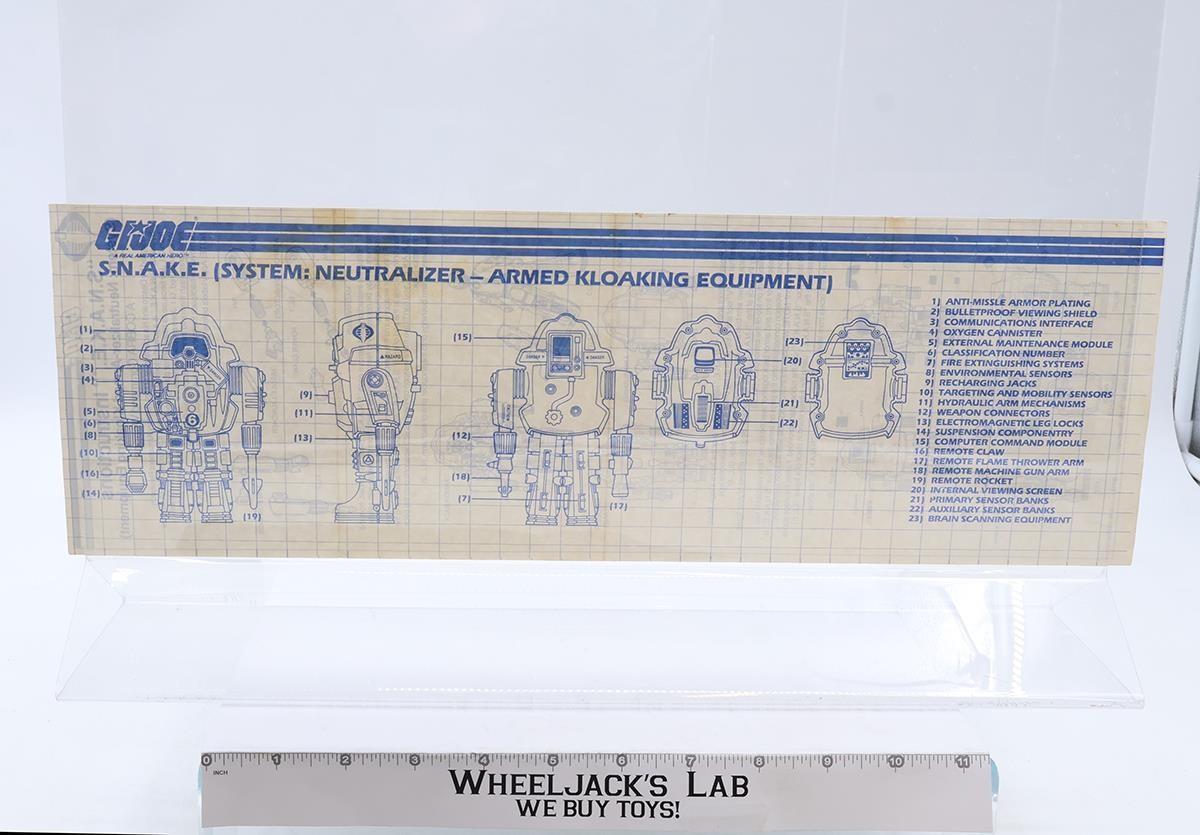 GI JOE®
A REAL AMERICAN HERO™
S.N.A.K.E. (SYSTEM: NEUTRALIZER – ARMED KLOAKING EQUIPMENT)
1) ANTI-MISSLE ARMOR PLATING
2) BULLETPROOF VIEWING SHIELD
3) COMMUNICATIONS INTERFACE
4) OXYGEN CANNISTER
5) EXTERNAL MAINTENANCE MODULE
6) CLASSIFICATION NUMBER
7) FIRE EXTINGUISHING SYSTEMS
8) ENVIRONMENTAL SENSORS
9) RECHARGING JACKS
10) TARGETING AND MOBILITY SENSORS
11) HYDRAULIC ARM MECHANISMS
12) WEAPON CONNECTORS
13) ELECTROMAGNETIC LEG LOCKS
14) SUSPENSION COMPONENTRY
15) COMPUTER COMMAND MODULE
16) REMOTE CLAW
17) REMOTE FLAME THROWER ARM
18) REMOTE MACHINE GUN ARM
19) REMOTE ROCKET
20) INTERNAL VIEWING SCREEN
21) PRIMARY SENSOR BANKS
22) AUXILIARY SENSOR BANKS
23) BRAIN SCANNING EQUIPMENT
(1)
(2)
(3)
(4)
(5)
(6)
(8)
(10)
(16)
(14)
(19)
HAZARD
(9)
(11)
(13)
(15)
DANGER
DANGER
(12)
(18)
(7)
(17)
(20)
(21)
(22)
(23)
0 1 2 3 4 5 6 7 8 9 10 11
INCH
WHEELJACK'S LAB
WE BUY TOYS!